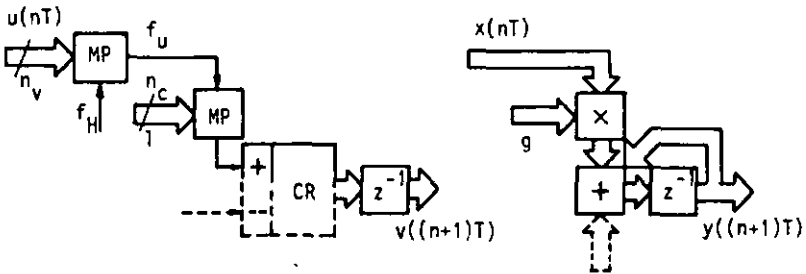 u(nT)
MP
f_u
n_v
f_H
n_c
1
MP
+
CR
z^-1
v((n+1)T)
x(nT)
×
g
+
z^-1
y((n+1)T)